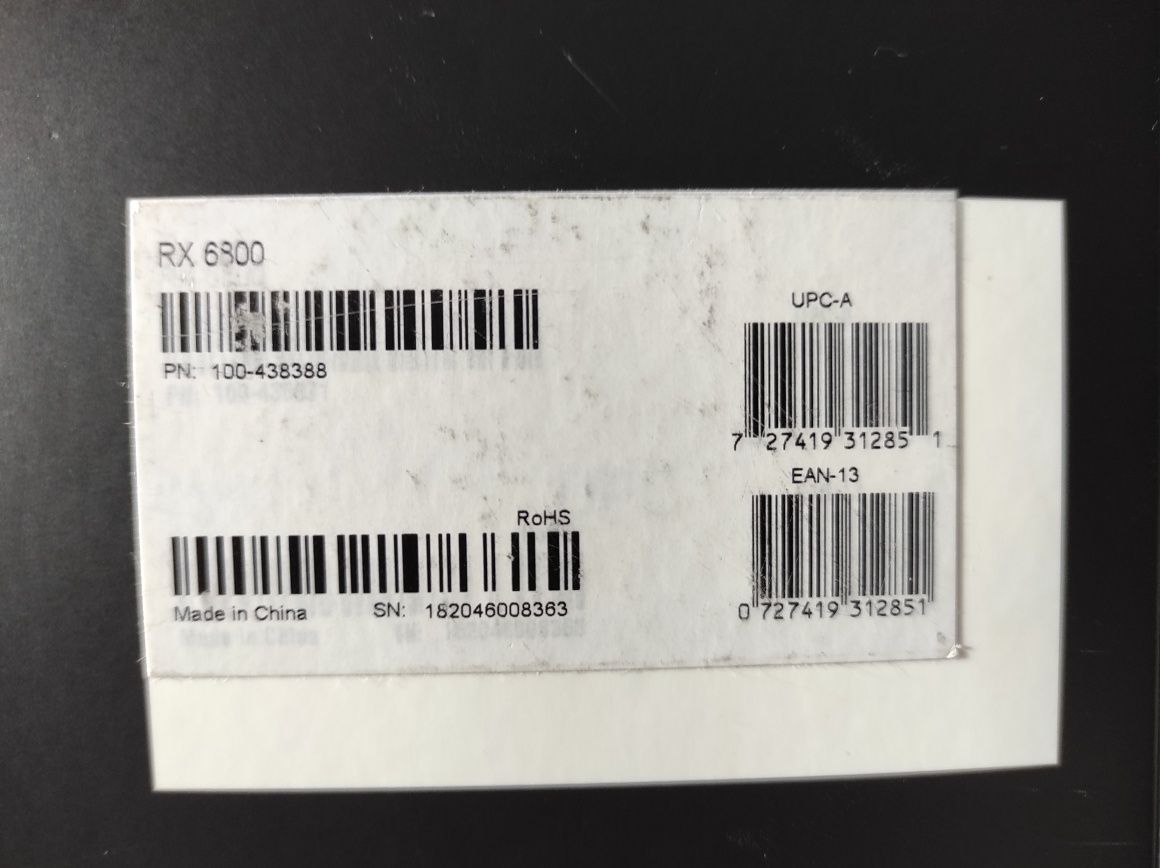 RX 6800
PN: 100-438388
UPC-A
7 27419 31285 1
EAN-13
RoHS
Made in China SN: 182046008363
0 727419 312851